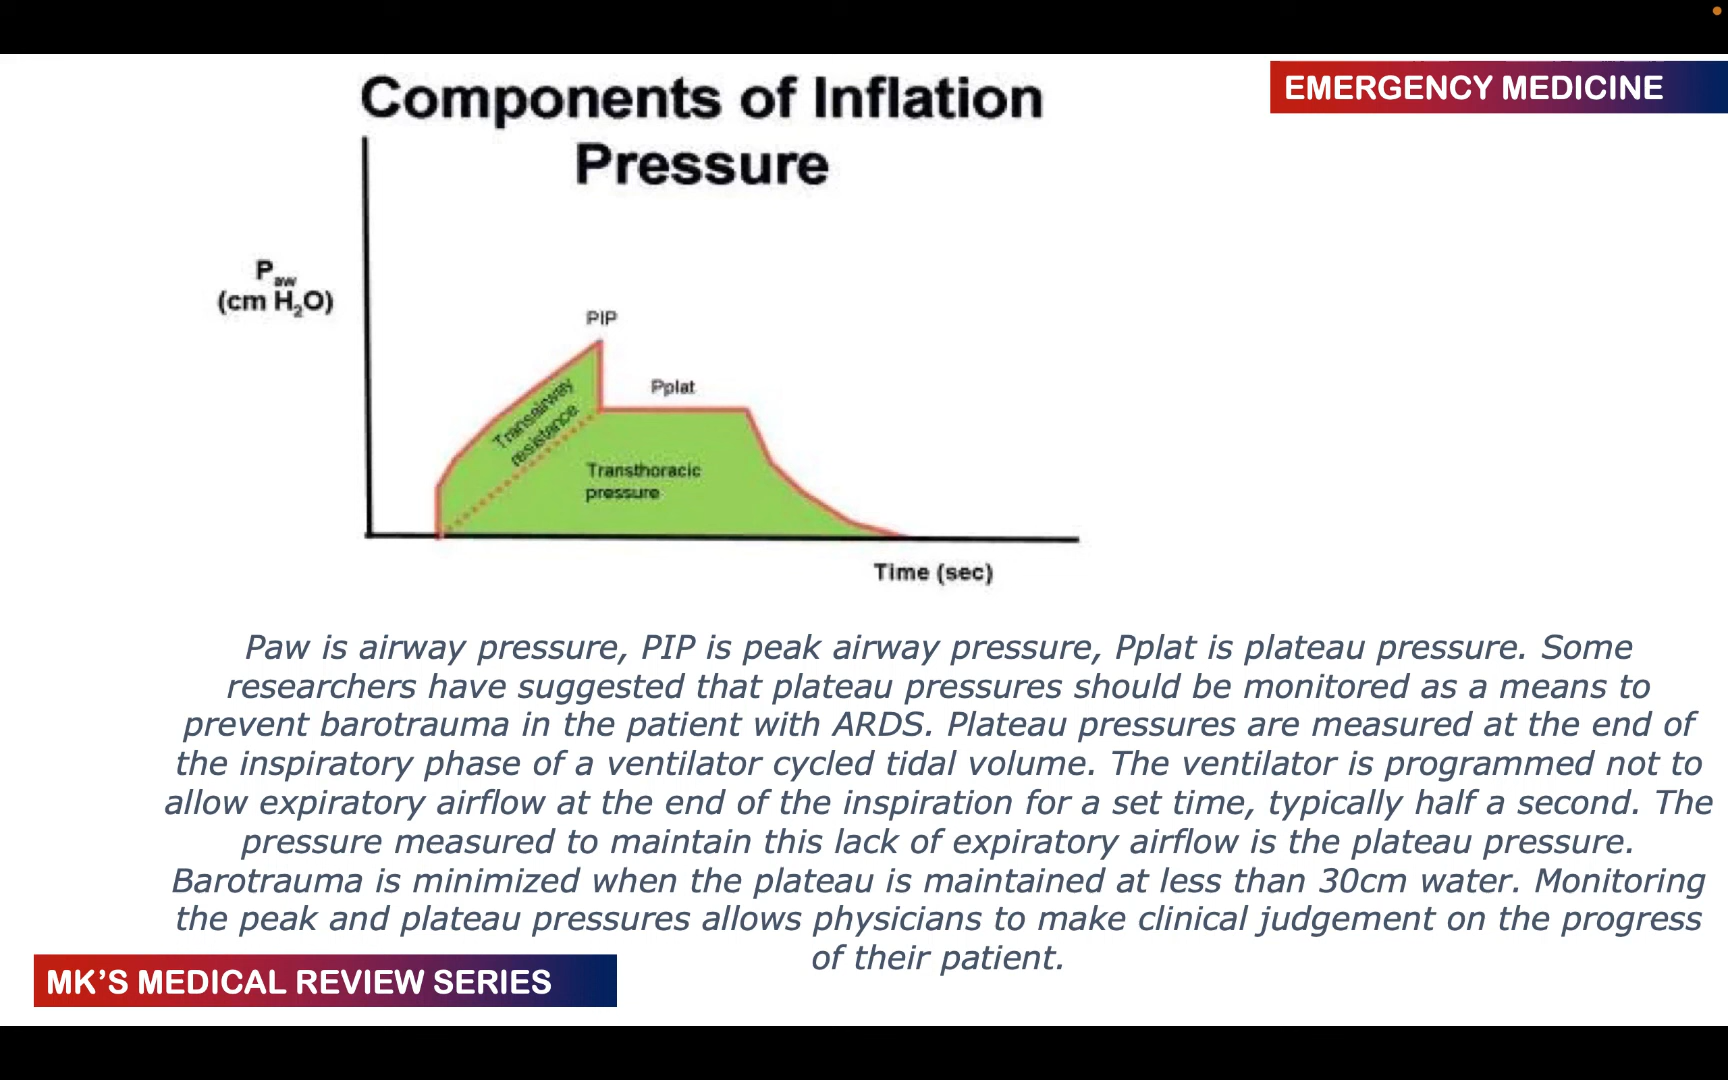 EMERGENCY MEDICINE
Components of Inflation
Pressure
Paw
(cm H2O)
PIP
Pplat
Transairway
resistance
Transthoracic
pressure
Time (sec)
Paw is airway pressure, PIP is peak airway pressure, Pplat is plateau pressure. Some
researchers have suggested that plateau pressures should be monitored as a means to
prevent barotrauma in the patient with ARDS. Plateau pressures are measured at the end of
the inspiratory phase of a ventilator cycled tidal volume. The ventilator is programmed not to
allow expiratory airflow at the end of the inspiration for a set time, typically half a second. The
pressure measured to maintain this lack of expiratory airflow is the plateau pressure.
Barotrauma is minimized when the plateau is maintained at less than 30cm water. Monitoring
the peak and plateau pressures allows physicians to make clinical judgement on the progress
of their patient.
MK’S MEDICAL REVIEW SERIES